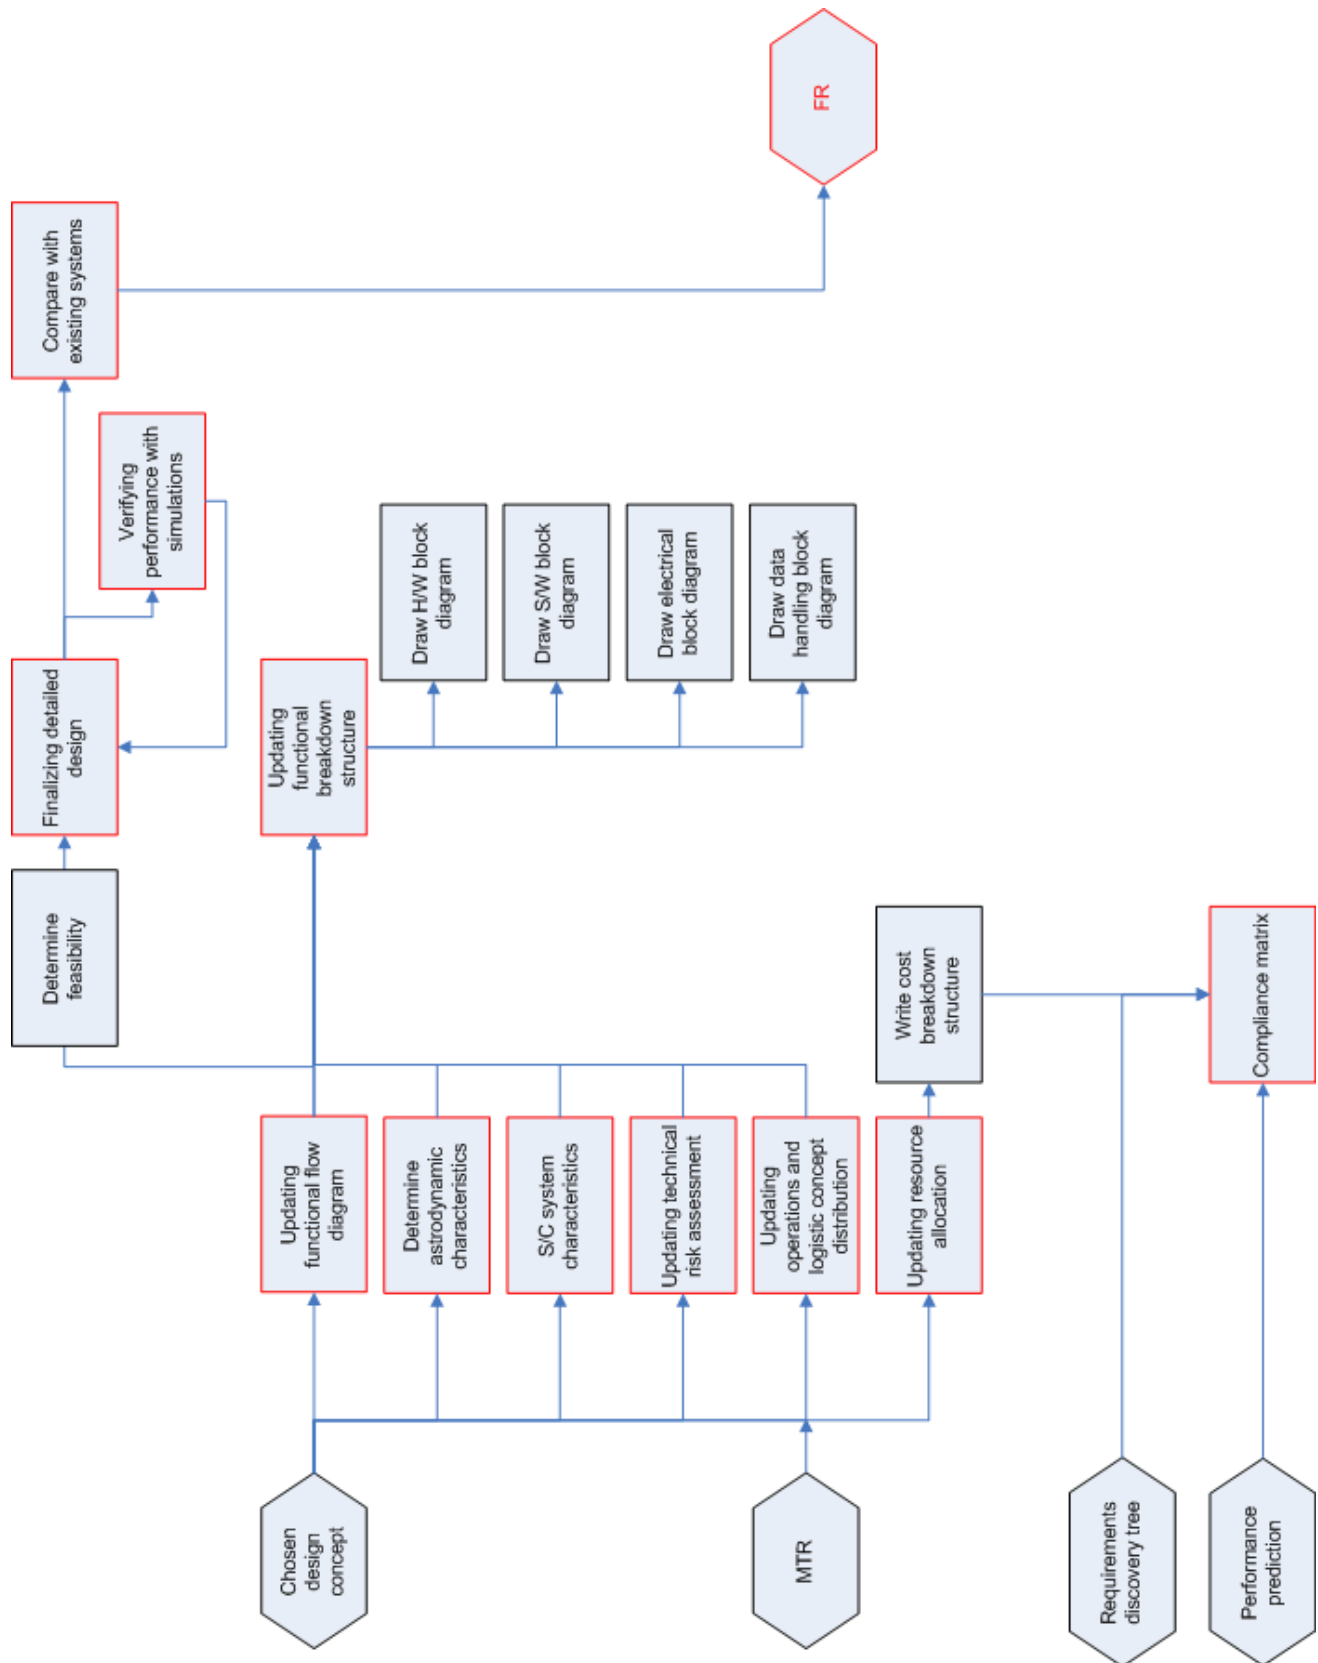 Chosen
design
concept
MTR
Requirements
discovery tree
Performance
prediction
Updating
functional flow
diagram
Determine
astrodynamic
characteristics
S/C system
characteristics
Updating technical
risk assessment
Updating
operations and
logistic concept
distribution
Updating resource
allocation
Determine
feasibility
Write cost
breakdown
structure
Compliance matrix
Finalizing detailed
design
Updating
functional
breakdown
structure
Verifying
performance with
simulations
Draw H/W block
diagram
Draw S/W block
diagram
Draw electrical
block diagram
Draw data
handling block
diagram
Compare with
existing systems
FR